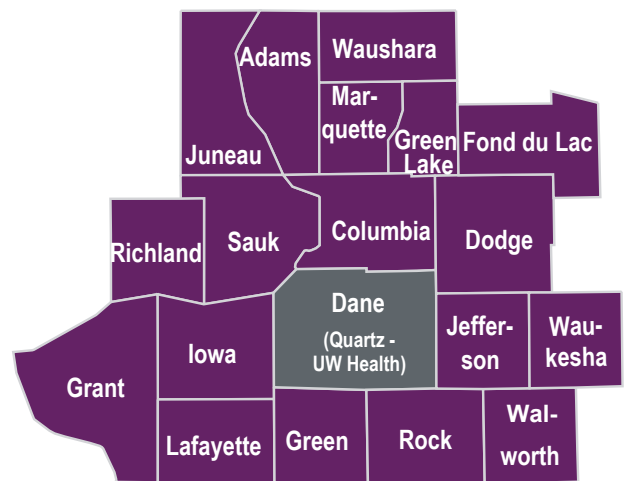 Adams
Waushara
Juneau
Mar-
quette
Green
Lake
Fond du Lac
Richland
Sauk
Columbia
Dodge
Dane
(Quartz -
UW Health)
Jeffer-
son
Wau-
kesha
Grant
Iowa
Lafayette
Green
Rock
Wal-
worth